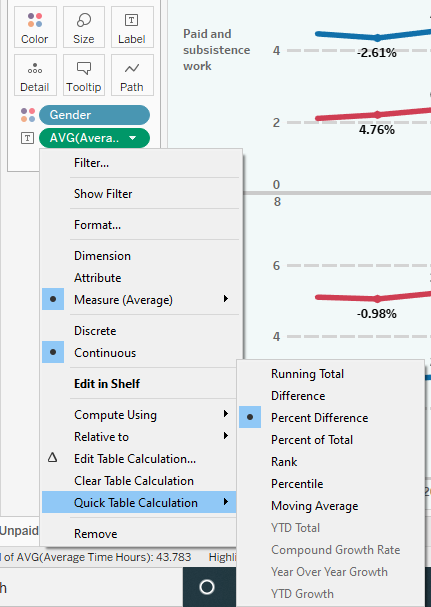 Color
Size
Label
Detail
Tooltip
Path
Gender
AVG(Avera..
Paid and
subsistence
work
4
-2.61%
2
4.76%
0
8
6
-0.98%
4
Filter...
Show Filter
Format...
Dimension
Attribute
Measure (Average)
Discrete
Continuous
Edit in Shelf
Compute Using
Relative to
Edit Table Calculation...
Clear Table Calculation
Quick Table Calculation
Remove
Running Total
Difference
Percent Difference
Percent of Total
Rank
Percentile
Moving Average
YTD Total
Compound Growth Rate
Year Over Year Growth
YTD Growth
Unpaid
of AVG(Average Time Hours): 43.783
Highli
h